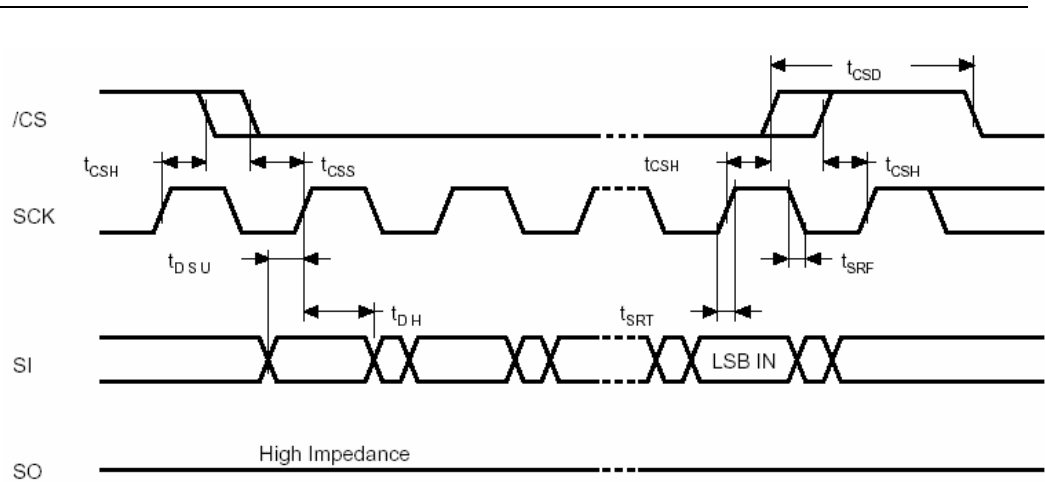 tCSD
/CS
tCSH
tCSS
tCSH
tCSH
SCK
tDSU
tSRF
tDH
tSRT
SI
LSB IN
High Impedance
SO